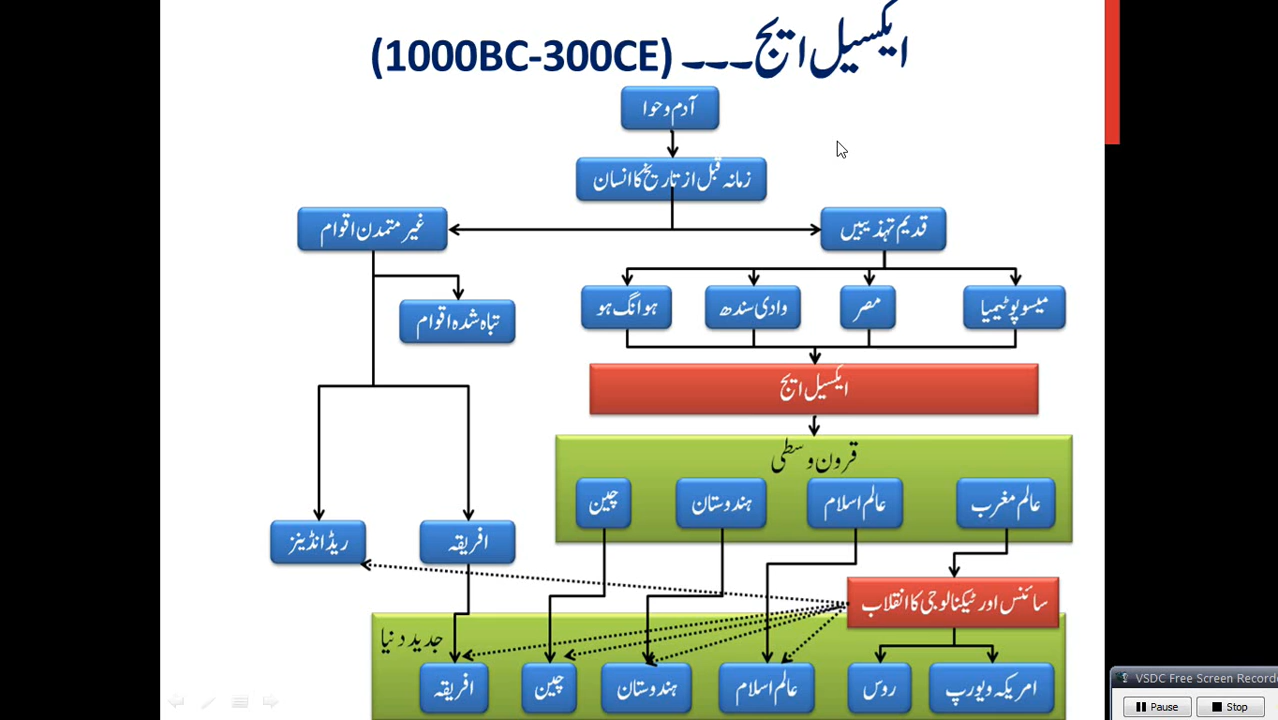 ایکسیل ایج ۔۔۔ (1000BC-300CE)
آدم و حوا
زمانہ قبل از تاریخ کا انسان
قدیم تہذیبیں
غیر متمدن اقوام
میسوپوٹیمیا
مصر
وادی سندھ
ہوانگ ہو
تباہ شدہ اقوام
ایکسیل ایج
قرون وسطی
عالم مغرب
عالم اسلام
ہندوستان
چین
افریقہ
ریڈ انڈینز
سائنس اور ٹیکنالوجی کا انقلاب
جدید دنیا
امریکہ و یورپ
روس
عالم اسلام
ہندوستان
چین
افریقہ
VSDC Free Screen Recorde
Pause
Stop